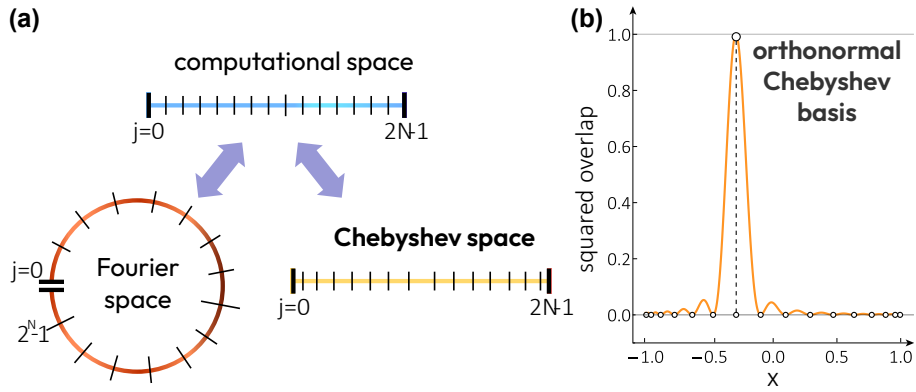 (a)
computational space
j=0
2N-1
Fourier
space
j=0
2ᴺ-1
Chebyshev space
j=0
2N-1
(b)
orthonormal
Chebyshev
basis
squared overlap
1.0
0.8
0.6
0.4
0.2
0.0
-1.0 -0.5 0.0 0.5 1.0
X